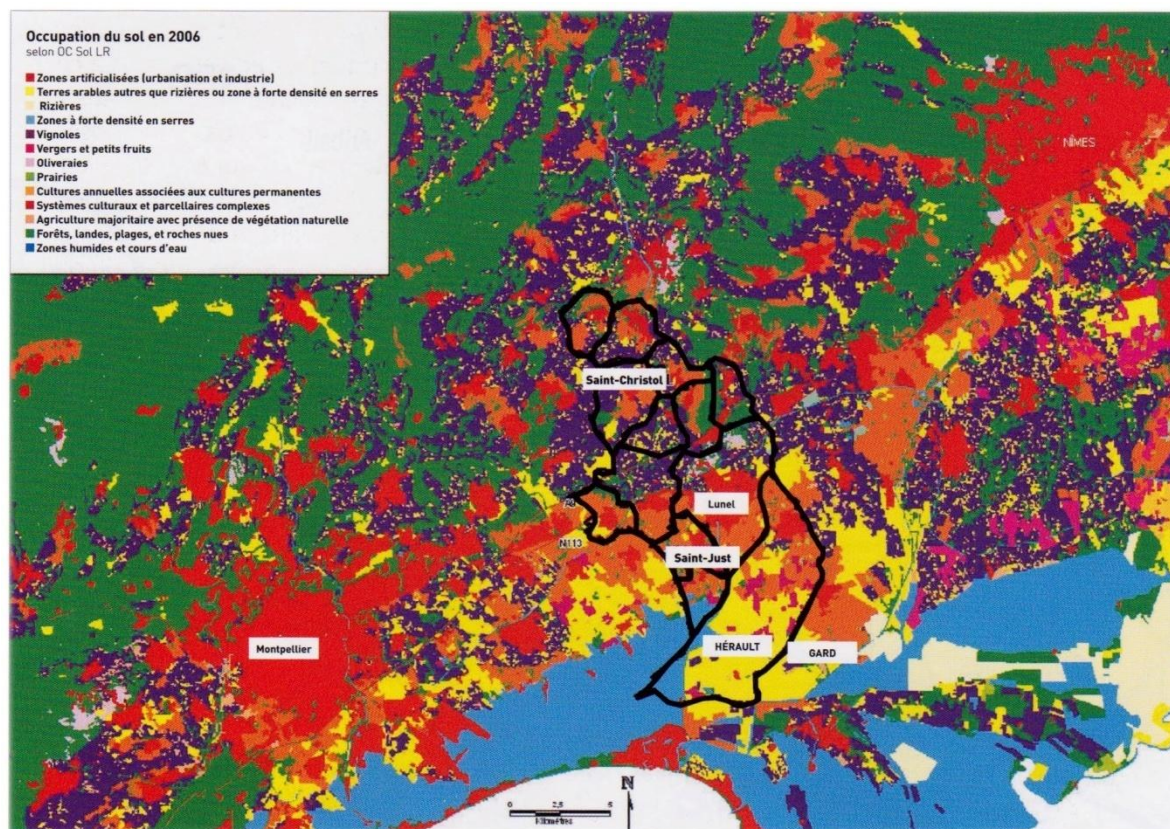 Occupation du sol en 2006
selon OC Sol LR
Zones artificialisées (urbanisation et industrie)
Terres arables autres que rizières ou zone à forte densité en serres
Rizières
Zones à forte densité en serres
Vignoles
Vergers et petits fruits
Oliveraies
Prairies
Cultures annuelles associées aux cultures permanentes
Systèmes culturaux et parcellaires complexes
Agriculture majoritaire avec présence de végétation naturelle
Forêts, landes, plages, et roches nues
Zones humides et cours d'eau
NÎMES
Saint-Christol
Lunel
N113
Saint-Just
Montpellier
HÉRAULT
GARD
N
0 2,5 5
Kilomètres